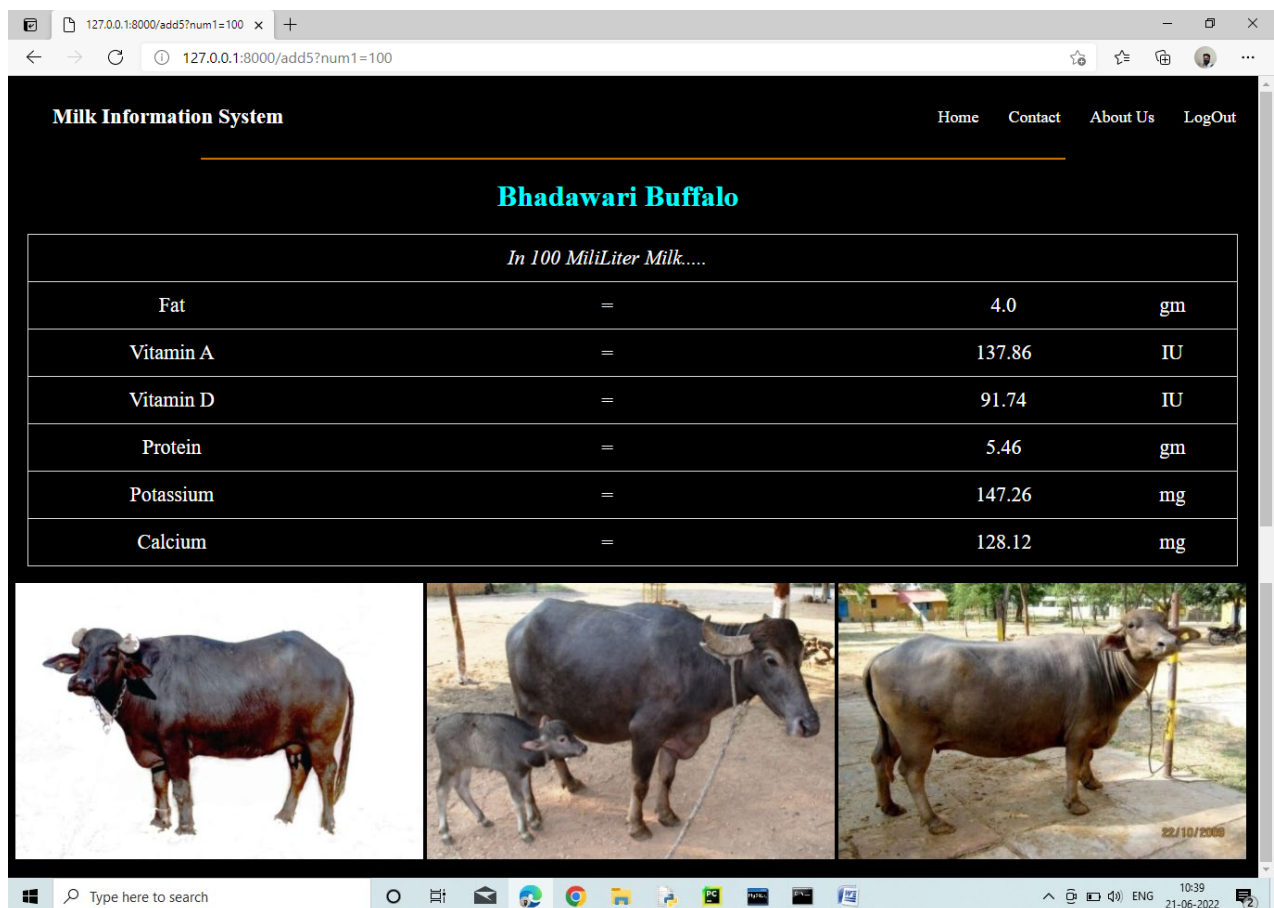 127.0.0.1:8000/add5?num1=100
127.0.0.1:8000/add5?num1=100
Milk Information System Home Contact About Us LogOut
Bhadawari Buffalo
In 100 MiliLiter Milk.....
Fat = 4.0 gm
Vitamin A = 137.86 IU
Vitamin D = 91.74 IU
Protein = 5.46 gm
Potassium = 147.26 mg
Calcium = 128.12 mg
22/10/2009
Type here to search ENG 10:39
21-06-2022 2